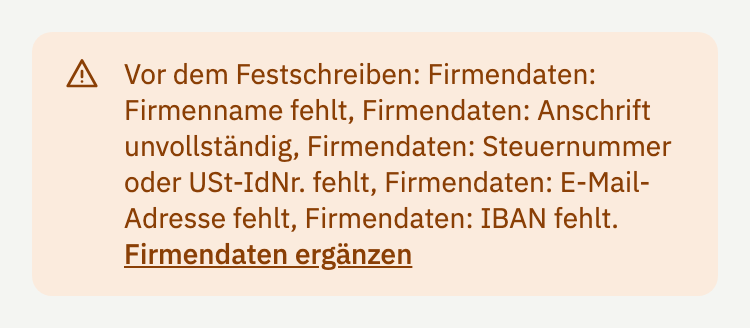 Vor dem Festschreiben: Firmendaten:
Firmenname fehlt, Firmendaten: Anschrift
unvollständig, Firmendaten: Steuernummer
oder USt-IdNr. fehlt, Firmendaten: E-Mail-
Adresse fehlt, Firmendaten: IBAN fehlt.
Firmendaten ergänzen